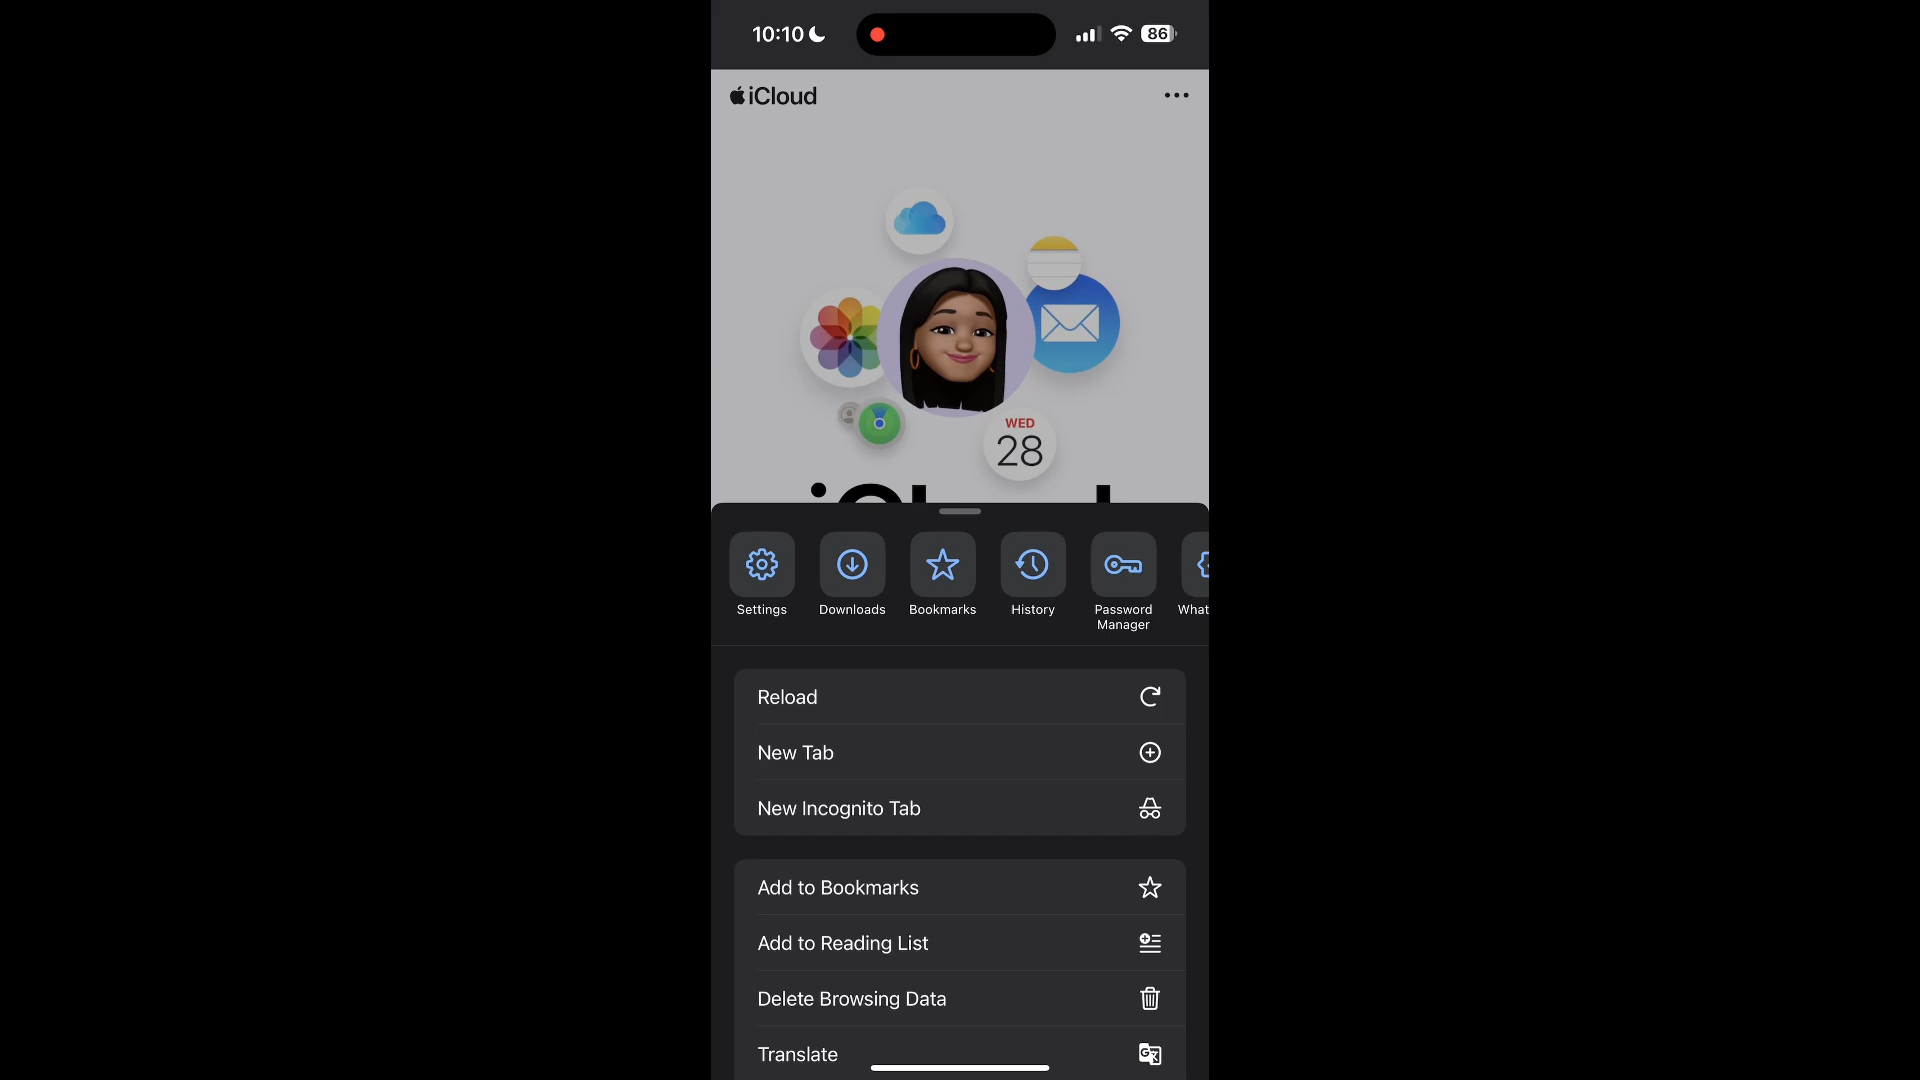 10:10
86
iCloud
WED
28
Settings
Downloads
Bookmarks
History
Password
Manager
What
Reload
New Tab
New Incognito Tab
Add to Bookmarks
Add to Reading List
Delete Browsing Data
Translate